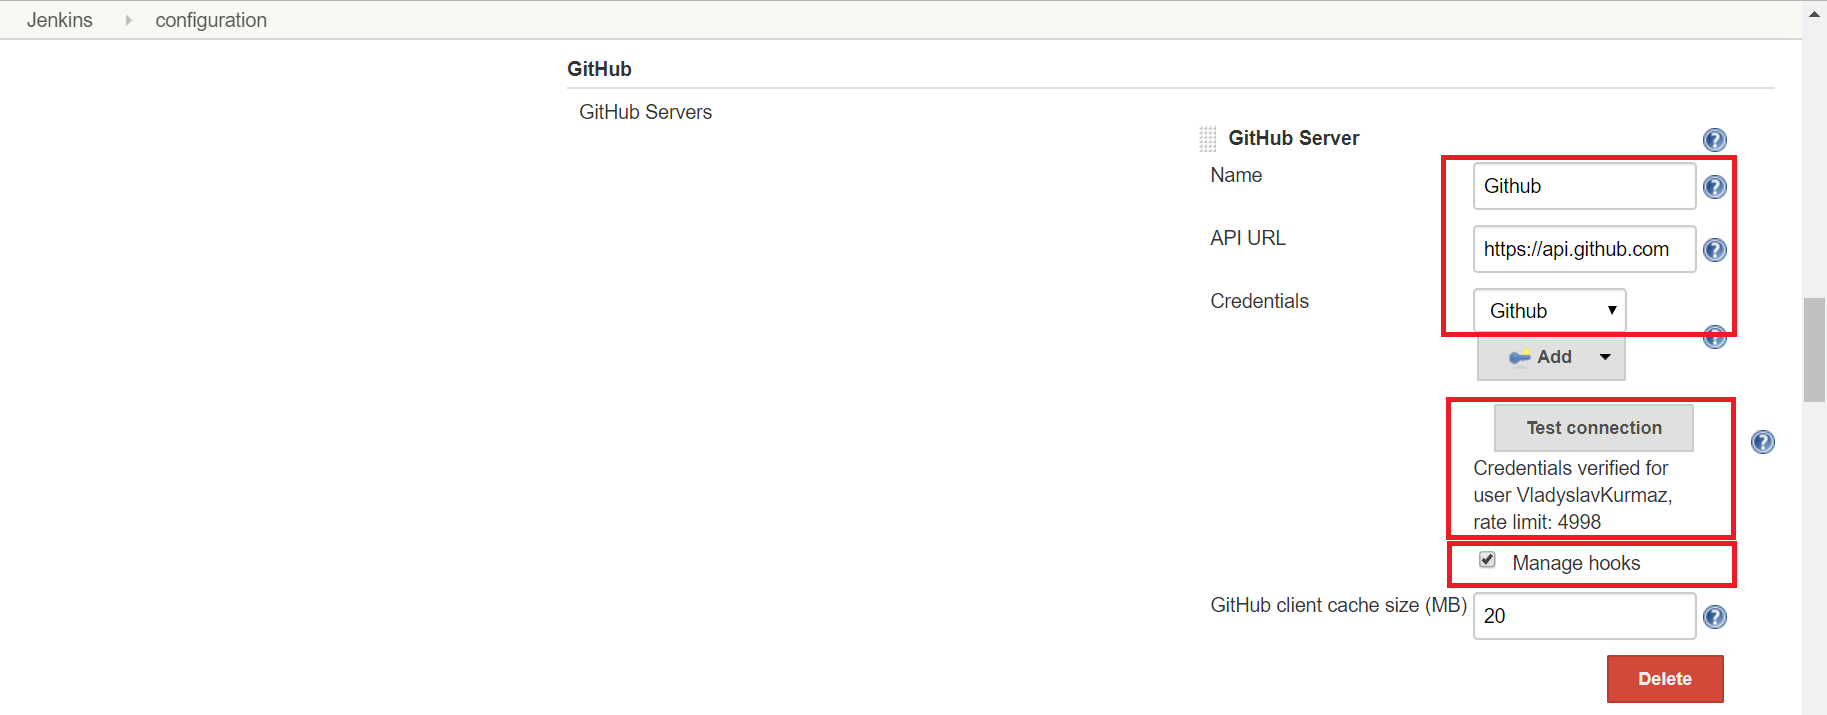 Jenkins configuration
GitHub
GitHub Servers
GitHub Server
Name
Github
API URL
https://api.github.com
Credentials
Github
Add
Test connection
Credentials verified for
user VladyslavKurmaz,
rate limit: 4998
Manage hooks
GitHub client cache size (MB)
20
Delete